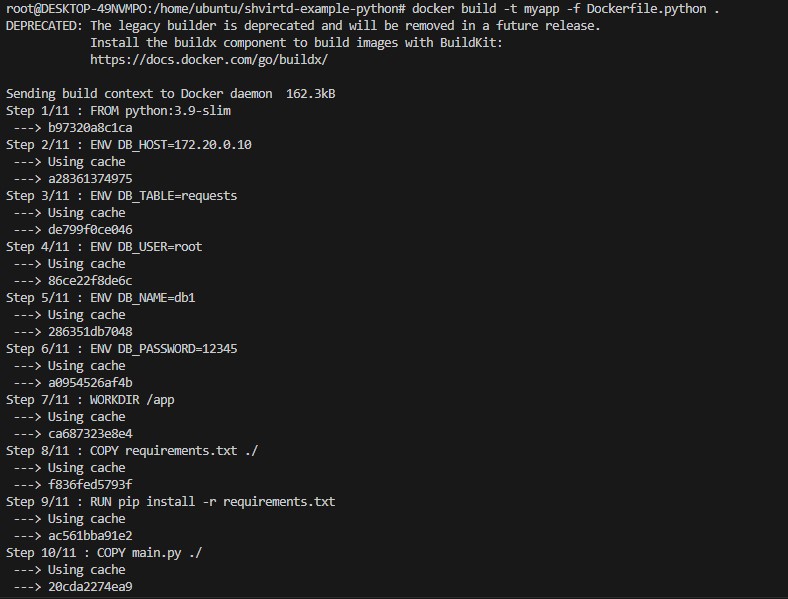 root@DESKTOP-49NVMPO:/home/ubuntu/shvirtd-example-python# docker build -t myapp -f Dockerfile.python .
DEPRECATED: The legacy builder is deprecated and will be removed in a future release.
            Install the buildx component to build images with BuildKit:
            https://docs.docker.com/go/buildx/

Sending build context to Docker daemon  162.3kB
Step 1/11 : FROM python:3.9-slim
 ---> b97320a8c1ca
Step 2/11 : ENV DB_HOST=172.20.0.10
 ---> Using cache
 ---> a28361374975
Step 3/11 : ENV DB_TABLE=requests
 ---> Using cache
 ---> de799f0ce046
Step 4/11 : ENV DB_USER=root
 ---> Using cache
 ---> 86ce22f8de6c
Step 5/11 : ENV DB_NAME=db1
 ---> Using cache
 ---> 286351db7048
Step 6/11 : ENV DB_PASSWORD=12345
 ---> Using cache
 ---> a0954526af4b
Step 7/11 : WORKDIR /app
 ---> Using cache
 ---> ca687323e8e4
Step 8/11 : COPY requirements.txt ./
 ---> Using cache
 ---> f836fed5793f
Step 9/11 : RUN pip install -r requirements.txt
 ---> Using cache
 ---> ac561bba91e2
Step 10/11 : COPY main.py ./
 ---> Using cache
 ---> 20cda2274ea9